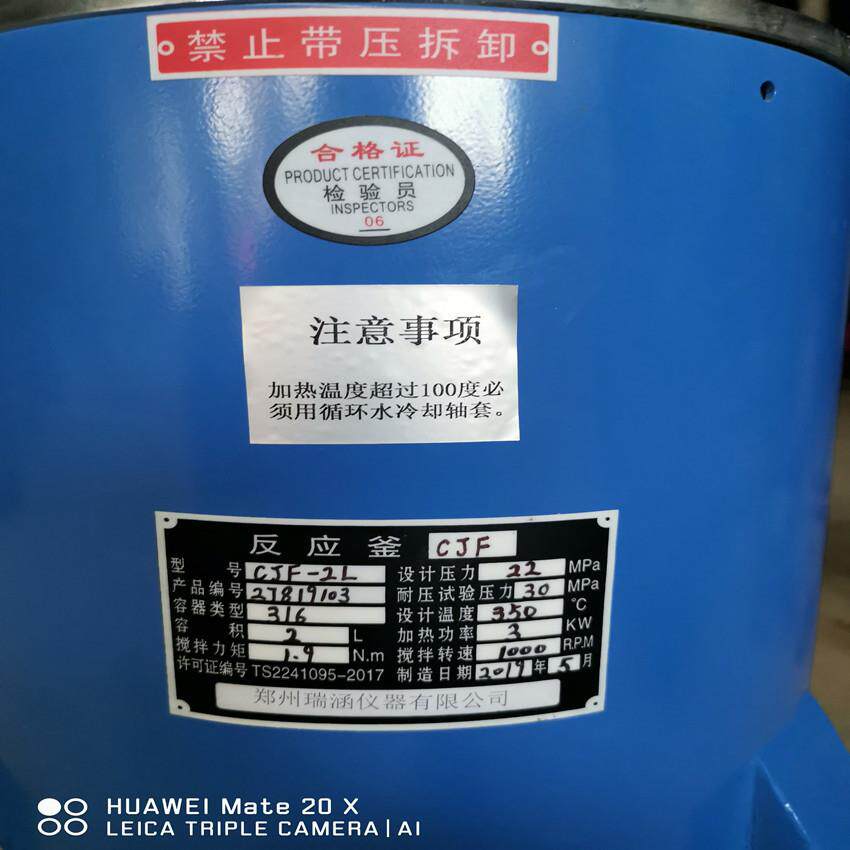 禁止带压拆卸
合格证
PRODUCT CERTIFICATION
检验员
INSPECTORS
06
注意事项
加热温度超过100度必
须用循环水冷却轴套。
反应釜 CJF
型号 CJF-2L 设计压力 22 MPa
产品编号 27819103 耐压试验压力 30 MPa
容器类型 316 设计温度 350 ℃
容积 2 L 加热功率 3 KW
搅拌力矩 1.9 N.m 搅拌转速 1000 R.P.M
许可证编号 TS2241095-2017 制造日期 2019年5月
郑州瑞涵仪器有限公司
HUAWEI Mate 20 X
LEICA TRIPLE CAMERA | AI